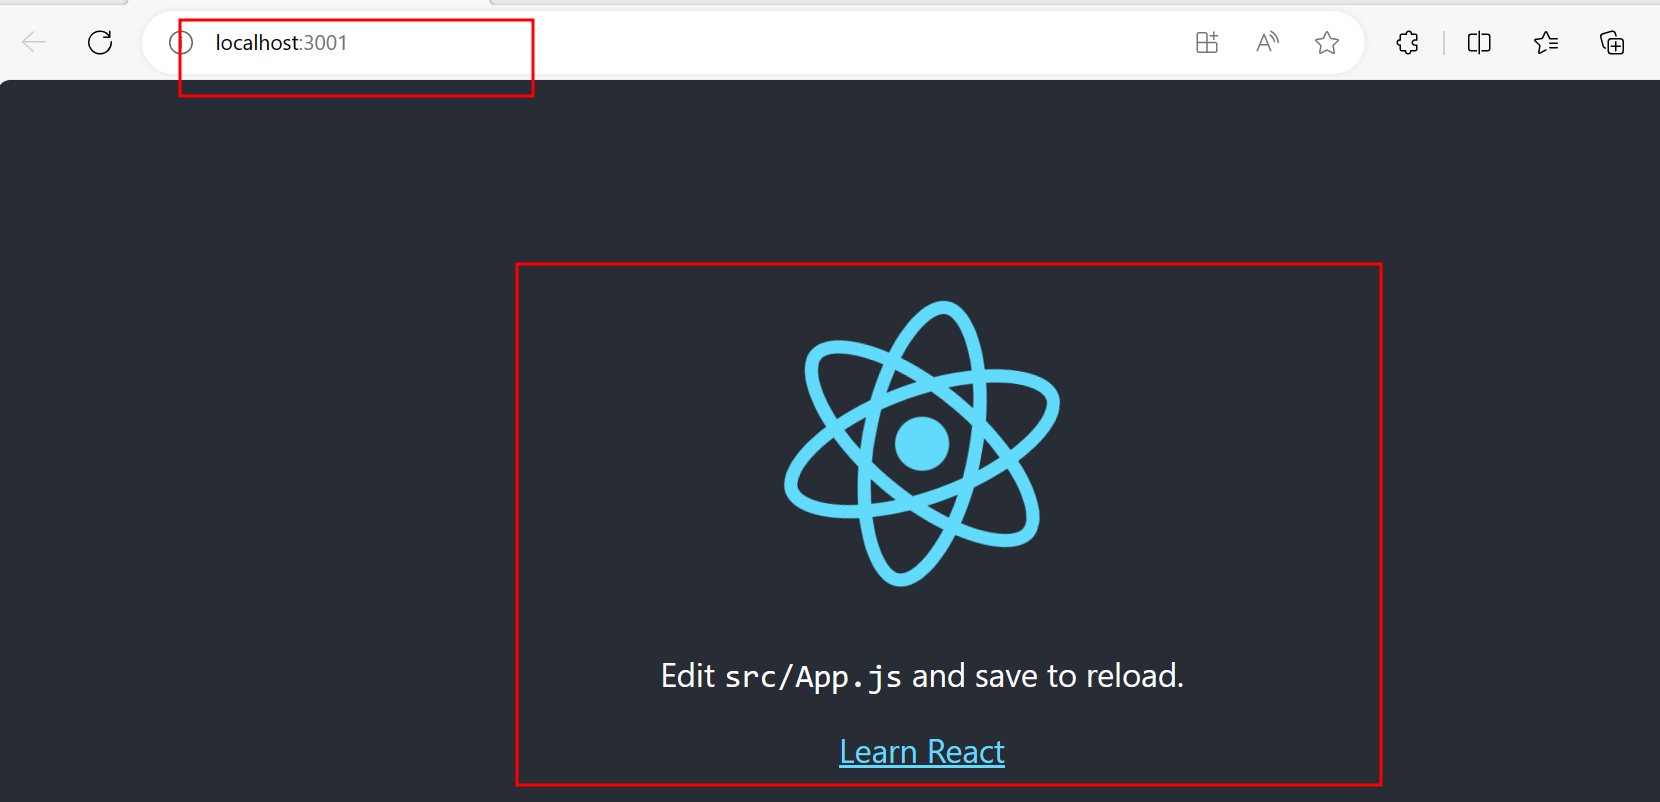 localhost:3001
Edit src/App.js and save to reload.
Learn React